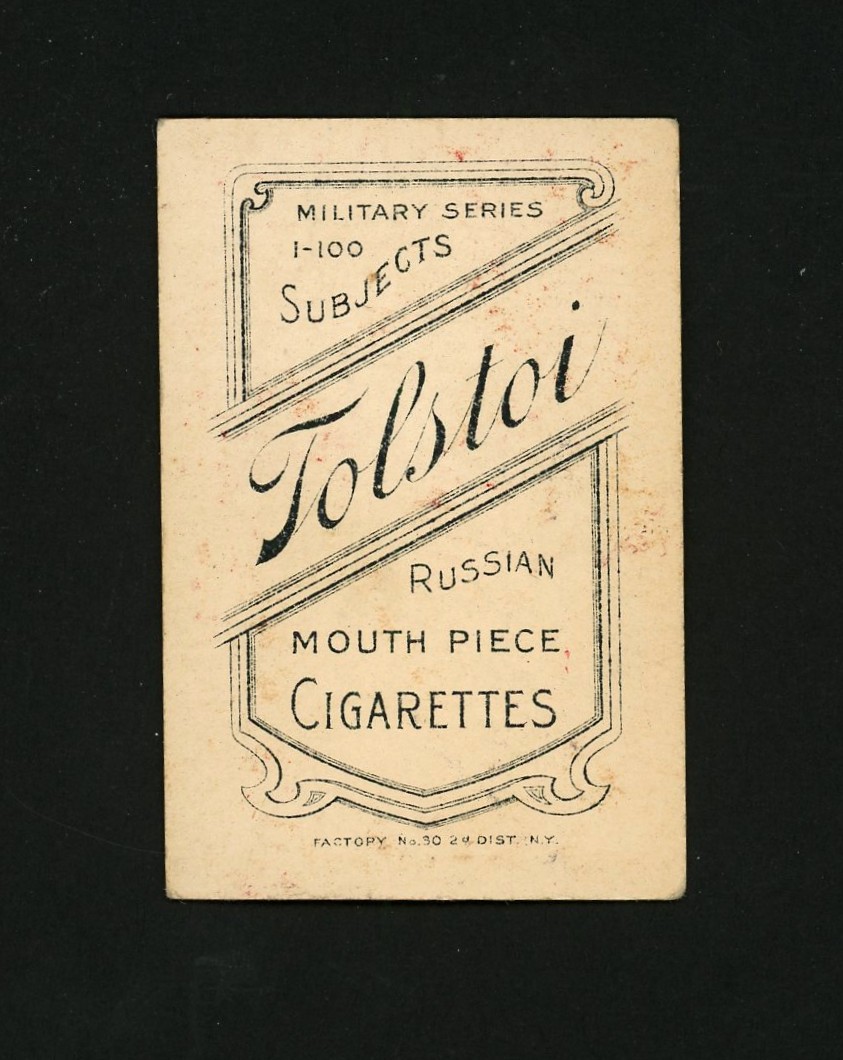 MILITARY SERIES
1-100
SUBJECTS
Tolstoi
RUSSIAN
MOUTH PIECE
CIGARETTES
FACTORY No.30 2d DIST. N.Y.